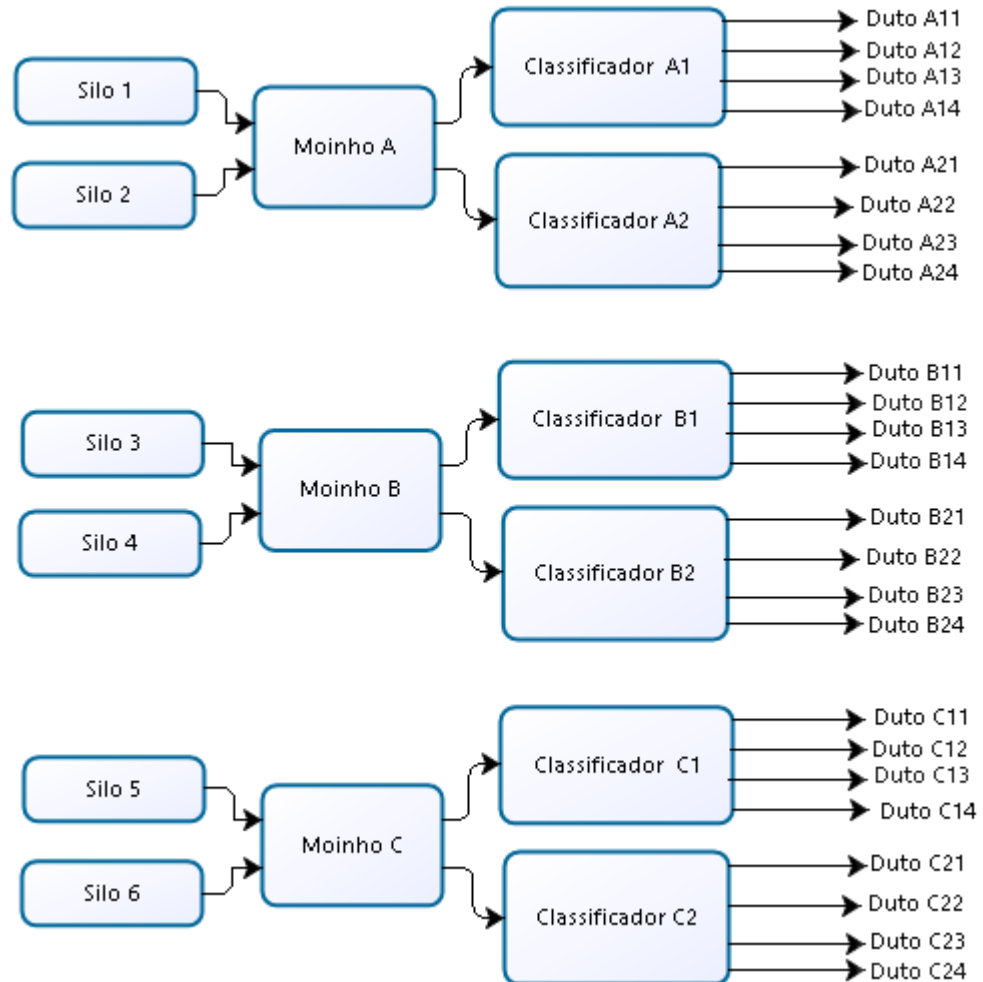 Silo 1
Silo 2
Moinho A
Classificador A1
Classificador A2
Duto A11
Duto A12
Duto A13
Duto A14
Duto A21
Duto A22
Duto A23
Duto A24
Silo 3
Silo 4
Moinho B
Classificador B1
Classificador B2
Duto B11
Duto B12
Duto B13
Duto B14
Duto B21
Duto B22
Duto B23
Duto B24
Silo 5
Silo 6
Moinho C
Classificador C1
Classificador C2
Duto C11
Duto C12
Duto C13
Duto C14
Duto C21
Duto C22
Duto C23
Duto C24